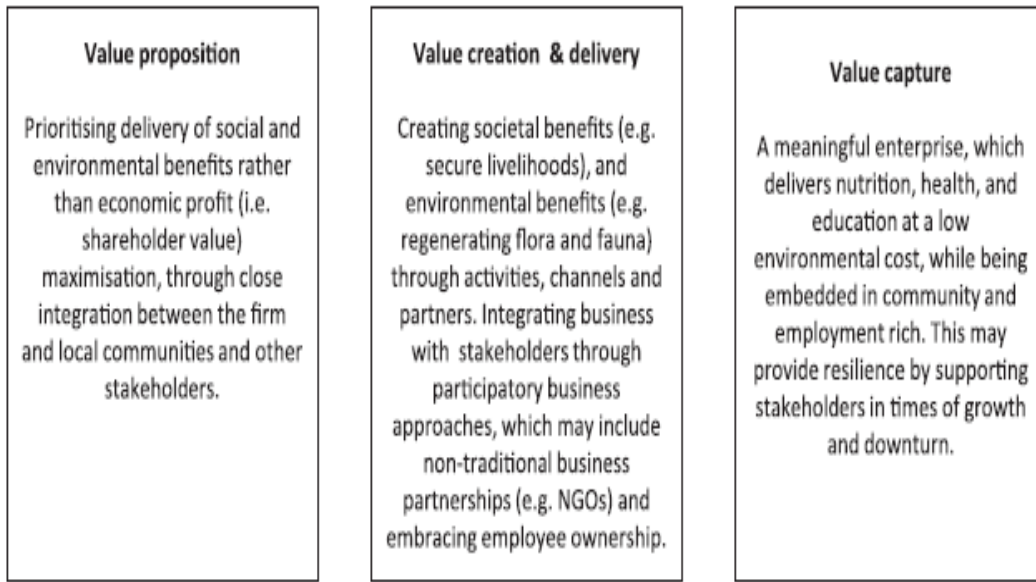 Value proposition
Prioritising delivery of social and
environmental benefits rather
than economic profit (i.e.
shareholder value)
maximisation, through close
integration between the firm
and local communities and other
stakeholders.
Value creation & delivery
Creating societal benefits (e.g.
secure livelihoods), and
environmental benefits (e.g.
regenerating flora and fauna)
through activities, channels and
partners. Integrating business
with stakeholders through
participatory business
approaches, which may include
non-traditional business
partnerships (e.g. NGOs) and
embracing employee ownership.
Value capture
A meaningful enterprise, which
delivers nutrition, health, and
education at a low
environmental cost, while being
embedded in community and
employment rich. This may
provide resilience by supporting
stakeholders in times of growth
and downturn.